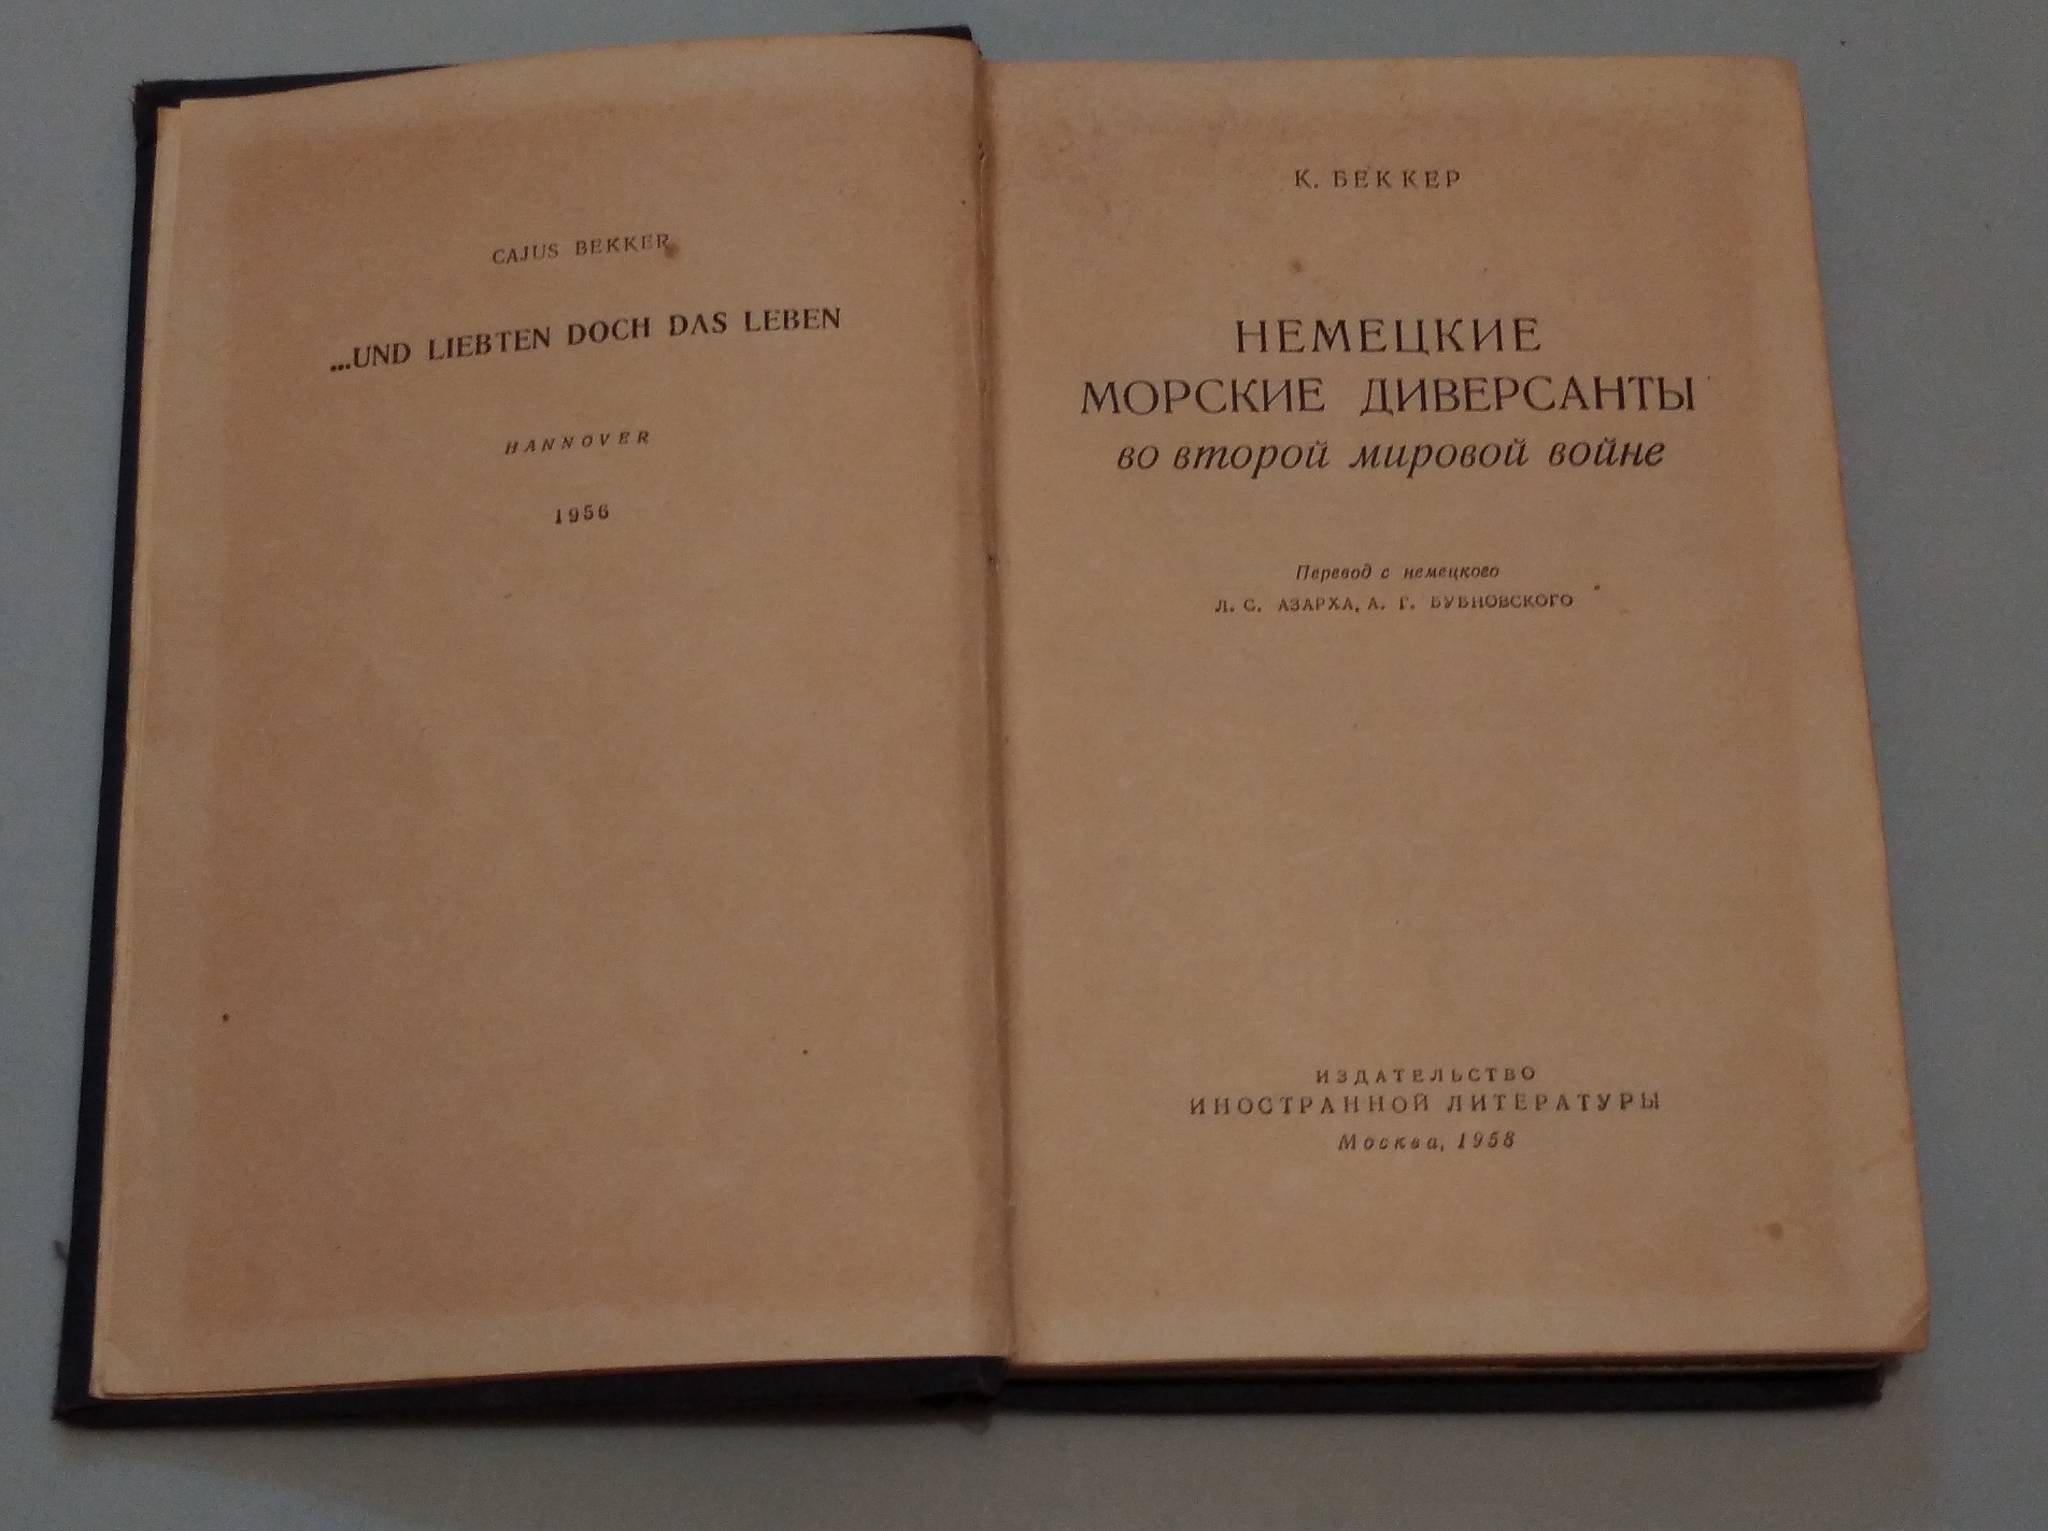 CAJUS BEKKER
...UND LIEBTEN DOCH DAS LEBEN
HANNOVER
1956
К. БЕККЕР
НЕМЕЦКИЕ
МОРСКИЕ ДИВЕРСАНТЫ
во второй мировой войне
Перевод с немецкого
Л. С. АЗАРХА, А. Г. БУБНОВСКОГО
ИЗДАТЕЛЬСТВО
ИНОСТРАННОЙ ЛИТЕРАТУРЫ
Москва, 1958